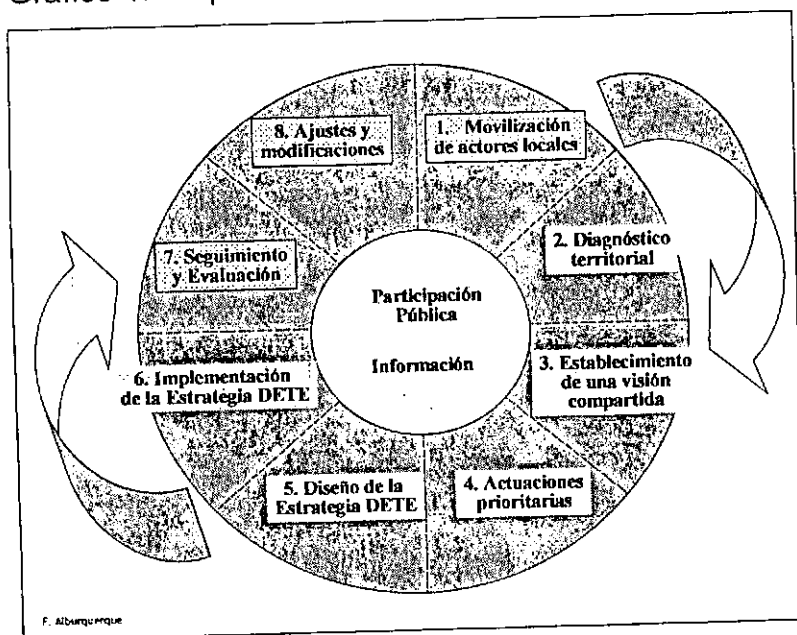 8. Ajustes y
modificaciones
1. Movilización
de actores locales
2. Diagnóstico
territorial
3. Establecimiento
de una visión
compartida
4. Actuaciones
prioritarias
5. Diseño de la
Estrategia DETE
6. Implementación
de la Estrategia DETE
7. Seguimiento
y Evaluación
Participación
Pública
Información
F. Alburquerque